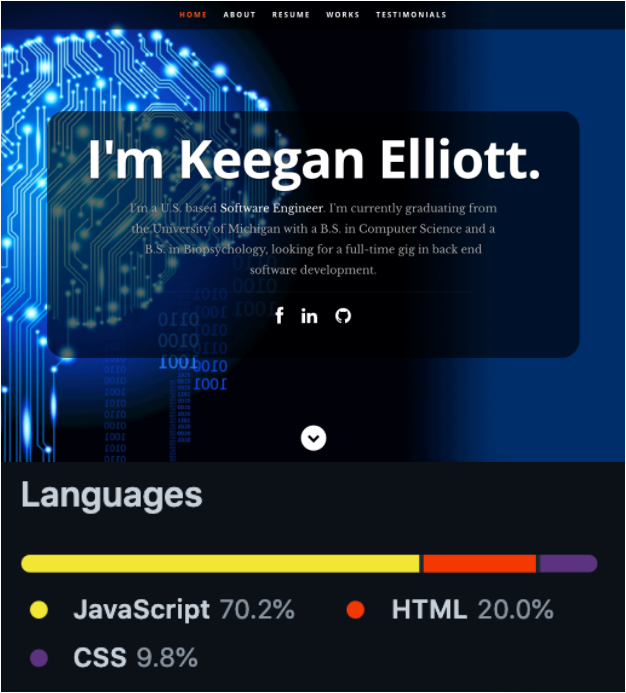 HOME ABOUT RESUME WORKS TESTIMONIALS
I'm Keegan Elliott.
I'm a U.S. based Software Engineer. I'm currently graduating from
the University of Michigan with a B.S. in Computer Science and a
B.S. in Biopsychology, looking for a full-time gig in back end
software development.
Languages
JavaScript 70.2% HTML 20.0%
CSS 9.8%